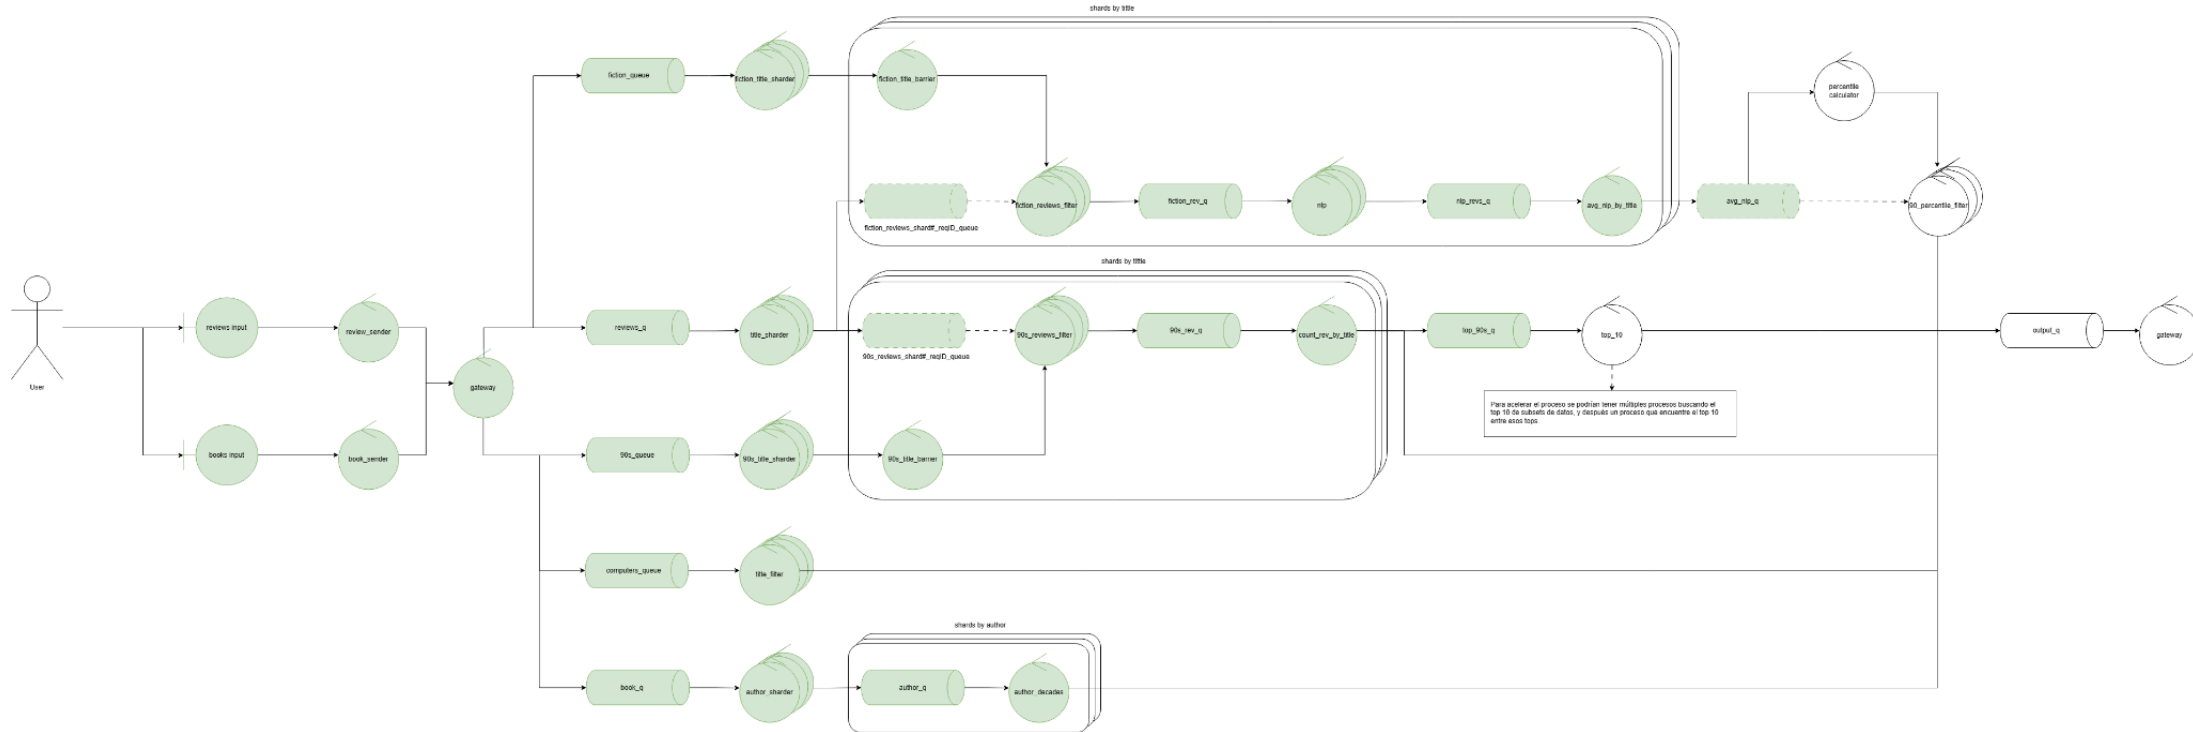 shards by tittle
fiction_queue
fiction_title_sharder
fiction_title_barrier
percentile
calculator
fiction_reviews_shard#_reqID_queue
fiction_reviews_filter
fiction_rev_q
nlp
nlp_revs_q
avg_nlp_by_title
avg_nlp_q
90_percentile_filter
shards by tittle
User
reviews input
review_sender
gateway
reviews_q
title_sharder
90s_reviews_shard#_reqID_queue
90s_reviews_filter
90s_rev_q
count_rev_by_title
top_90s_q
top_10
output_q
gateway
Para acelerar el proceso se podrían tener múltiples procesos buscando el
top 10 de subsets de datos, y después un proceso que encuentre el top 10
entre esos tops
books input
book_sender
90s_queue
90s_title_sharder
90s_title_barrier
computers_queue
title_filter
shards by author
book_q
author_sharder
author_q
author_decades